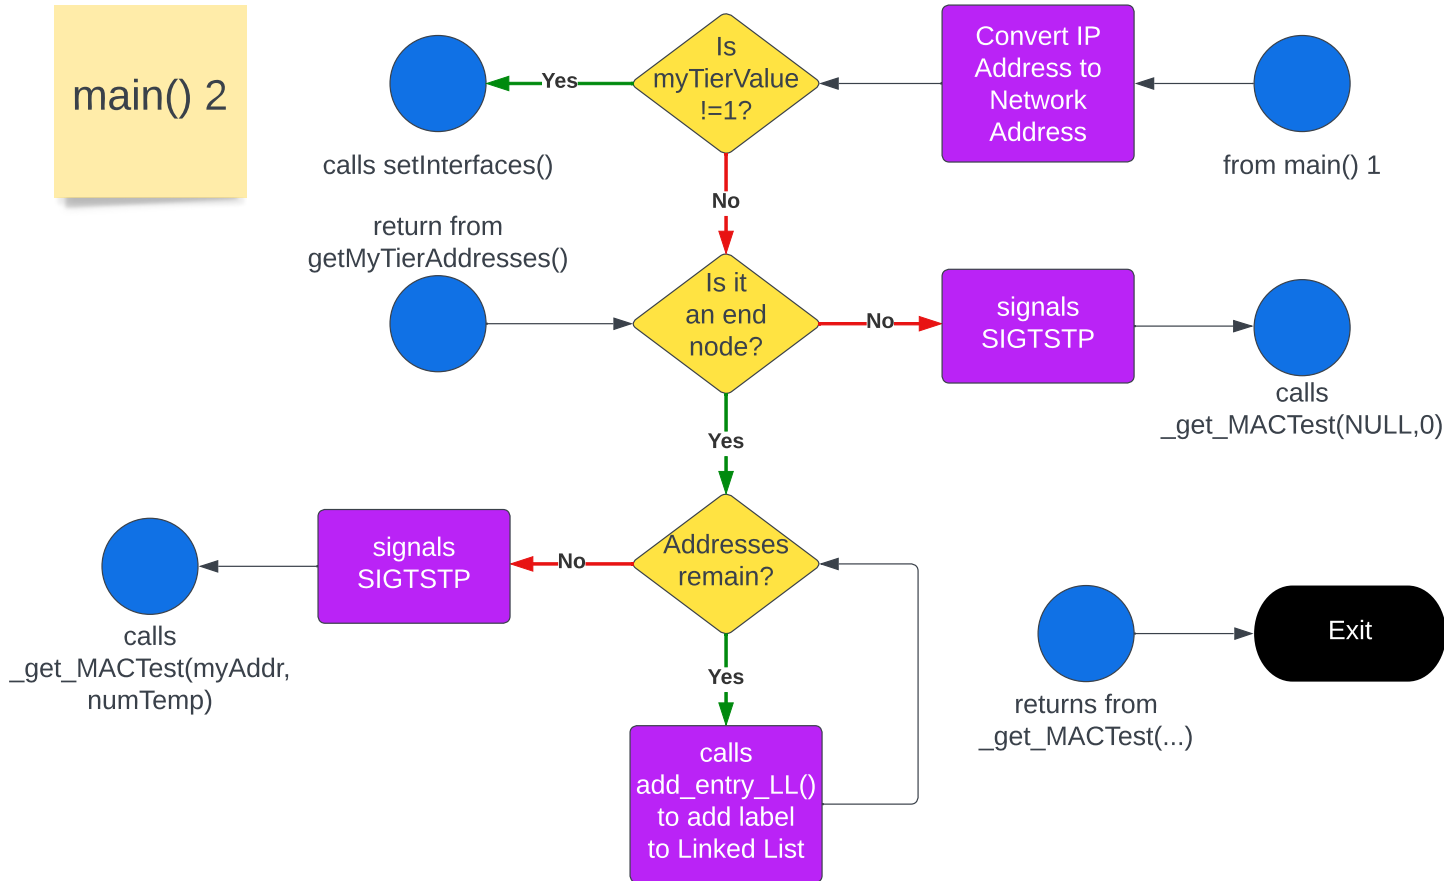 main() 2
Yes
calls setInterfaces()
Is
myTierValue
!=1?
Convert IP
Address to
Network
Address
from main() 1
No
return from
getMyTierAddresses()
Is it
an end
node?
No
signals
SIGTSTP
calls
_get_MACTest(NULL,0)
Yes
calls
_get_MACTest(myAddr,
numTemp)
signals
SIGTSTP
No
Addresses
remain?
Yes
calls
add_entry_LL()
to add label
to Linked List
returns from
_get_MACTest(...)
Exit